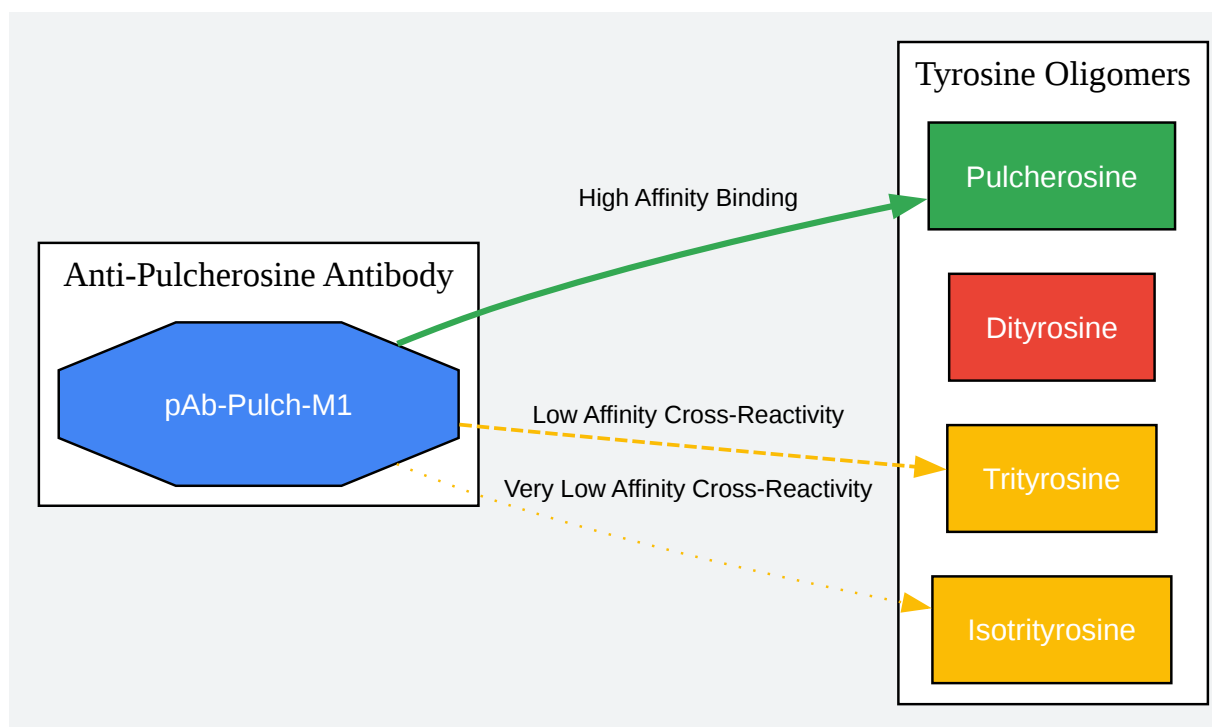 Tyrosine Oligomers
Pulcherosine
High Affinity Binding
Anti-Pulcherosine Antibody
Dityrosine
pAb-Pulch-M1
Low Affinity Cross-Reactivity
Trityrosine
Very Low Affinity Cross-Reactivity
Isotrityrosine